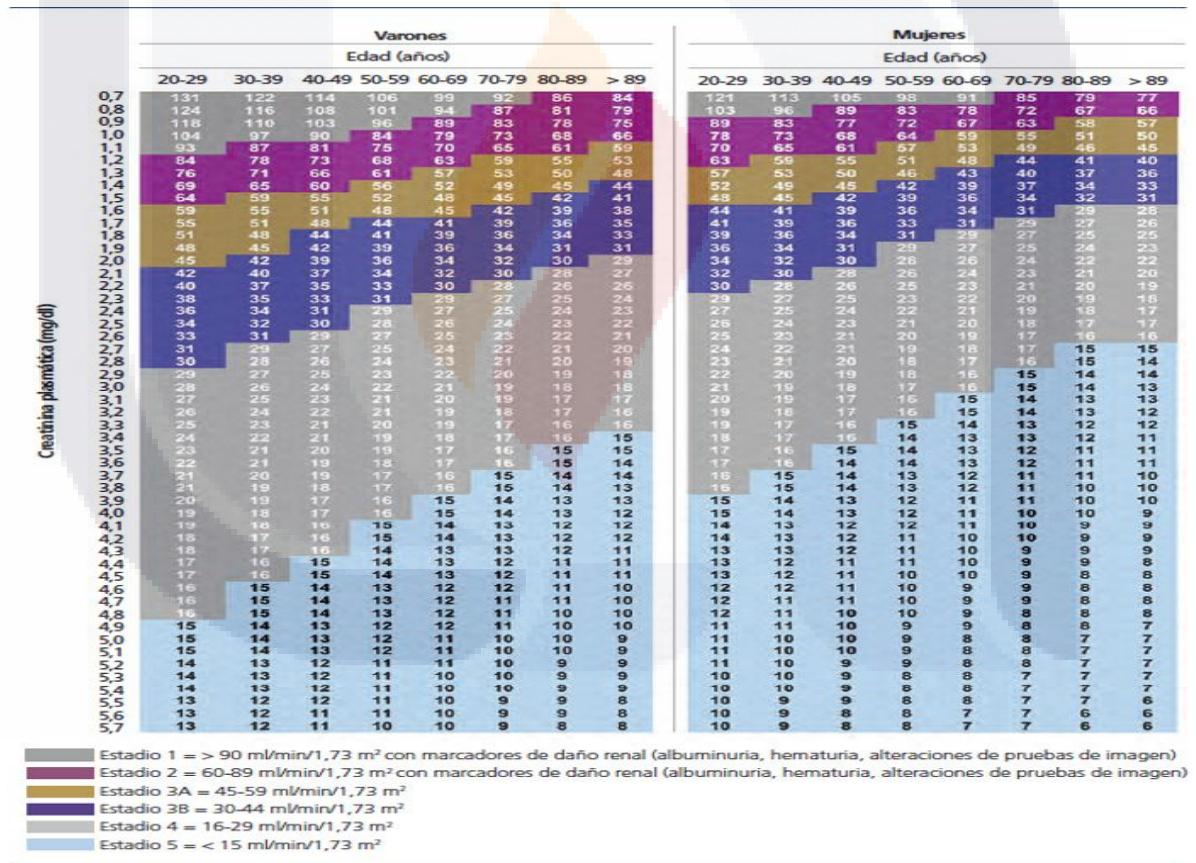 Varones Mujeres
Edad (años) Edad (años)
20-29 30-39 40-49 50-59 60-69 70-79 80-89 > 89 20-29 30-39 40-49 50-59 60-69 70-79 80-89 > 89
Creatinina plasmática (mg/dl)
0,7 131 122 114 106 99 92 86 84 121 113 105 98 91 85 79 77
0,8 124 116 108 101 94 87 81 79 103 96 89 83 78 72 67 66
0,9 118 110 103 96 89 83 78 75 89 83 77 72 67 63 58 57
1,0 104 97 90 84 79 73 68 66 78 73 68 64 59 55 51 50
1,1 93 87 81 75 70 65 61 59 70 65 61 57 53 49 46 45
1,2 84 78 73 68 63 59 55 53 63 59 55 51 48 44 41 40
1,3 76 71 66 61 57 53 50 48 57 53 50 46 43 40 37 36
1,4 69 65 60 56 52 49 45 44 52 49 45 42 39 37 34 33
1,5 64 59 55 52 48 45 42 41 48 45 42 39 36 34 32 31
1,6 59 55 51 48 45 42 39 38 44 41 39 36 34 31 29 28
1,7 55 51 48 44 41 39 36 35 41 39 36 33 31 29 27 26
1,8 51 48 44 41 39 36 34 33 39 36 34 31 29 27 25 25
1,9 48 45 42 39 36 34 31 31 36 34 31 29 27 25 24 23
2,0 45 42 39 36 34 32 30 29 34 32 30 28 26 24 22 22
2,1 42 40 37 34 32 30 28 27 32 30 28 26 24 23 21 20
2,2 40 37 35 33 30 28 26 26 30 28 26 25 23 21 20 19
2,3 38 35 33 31 29 27 25 24 29 27 25 23 22 20 19 18
2,4 36 34 31 29 27 25 24 23 27 25 24 22 21 19 18 17
2,5 34 32 30 28 26 24 23 22 26 24 23 21 20 18 17 17
2,6 33 31 29 27 25 23 22 21 25 23 22 20 19 18 16 16
2,7 31 29 27 25 24 22 21 20 24 22 21 19 18 17 15 15
2,8 30 28 26 24 23 21 20 19 23 21 20 18 17 16 15 14
2,9 29 27 25 23 22 20 19 18 22 20 19 18 16 15 14 14
3,0 28 26 24 22 21 19 18 18 21 19 18 17 16 15 14 13
3,1 27 25 23 21 20 19 17 17 20 19 17 16 15 14 13 13
3,2 26 24 22 21 19 18 17 16 19 18 17 16 15 14 13 12
3,3 25 23 21 20 19 17 16 16 19 17 16 15 14 13 12 12
3,4 24 22 21 19 18 17 16 15 18 17 16 14 13 13 12 11
3,5 23 21 20 19 17 16 15 15 17 16 15 14 13 12 11 11
3,6 22 21 19 18 17 16 15 14 17 16 14 14 13 12 11 11
3,7 21 20 19 17 16 15 14 14 16 15 14 13 12 11 11 10
3,8 21 19 18 17 16 15 14 13 16 15 14 13 12 11 10 10
3,9 20 19 17 16 15 14 13 13 15 14 13 12 11 11 10 10
4,0 19 18 17 16 15 14 13 12 15 14 13 12 11 10 10 9
4,1 19 18 16 15 14 13 12 12 14 13 12 12 11 10 9 9
4,2 18 17 16 15 14 13 12 12 14 13 12 11 10 10 9 9
4,3 18 17 16 14 13 13 12 11 13 13 12 11 10 9 9 9
4,4 17 16 15 14 13 12 11 11 13 12 11 11 10 9 9 8
4,5 17 16 15 14 13 12 11 11 13 12 11 10 10 9 8 8
4,6 16 15 14 13 12 12 11 10 12 12 11 10 9 9 8 8
4,7 16 15 14 13 12 11 11 10 12 11 11 10 9 9 8 8
4,8 16 15 14 13 12 11 10 10 12 11 10 10 9 8 8 8
4,9 15 14 13 12 12 11 10 10 11 11 10 9 9 8 8 7
5,0 15 14 13 12 11 10 10 9 11 10 10 9 9 8 7 7
5,1 15 14 13 12 11 10 10 9 11 10 10 9 8 8 7 7
5,2 14 13 12 11 11 10 9 9 11 10 9 9 8 8 7 7
5,3 14 13 12 11 10 10 9 9 10 10 9 8 8 7 7 7
5,4 14 13 12 11 10 10 9 9 10 10 9 8 8 7 7 7
5,5 13 12 12 11 10 9 9 8 10 9 9 8 8 7 7 6
5,6 13 12 11 11 10 9 9 8 10 9 8 8 7 7 6 6
5,7 13 12 11 10 10 9 8 8 10 9 8 8 7 7 6 6
Estadio 1 = > 90 ml/min/1,73 m² con marcadores de daño renal (albuminuria, hematuria, alteraciones de pruebas de imagen)
Estadio 2 = 60-89 ml/min/1,73 m² con marcadores de daño renal (albuminuria, hematuria, alteraciones de pruebas de imagen)
Estadio 3A = 45-59 ml/min/1,73 m²
Estadio 3B = 30-44 ml/min/1,73 m²
Estadio 4 = 16-29 ml/min/1,73 m²
Estadio 5 = < 15 ml/min/1,73 m²